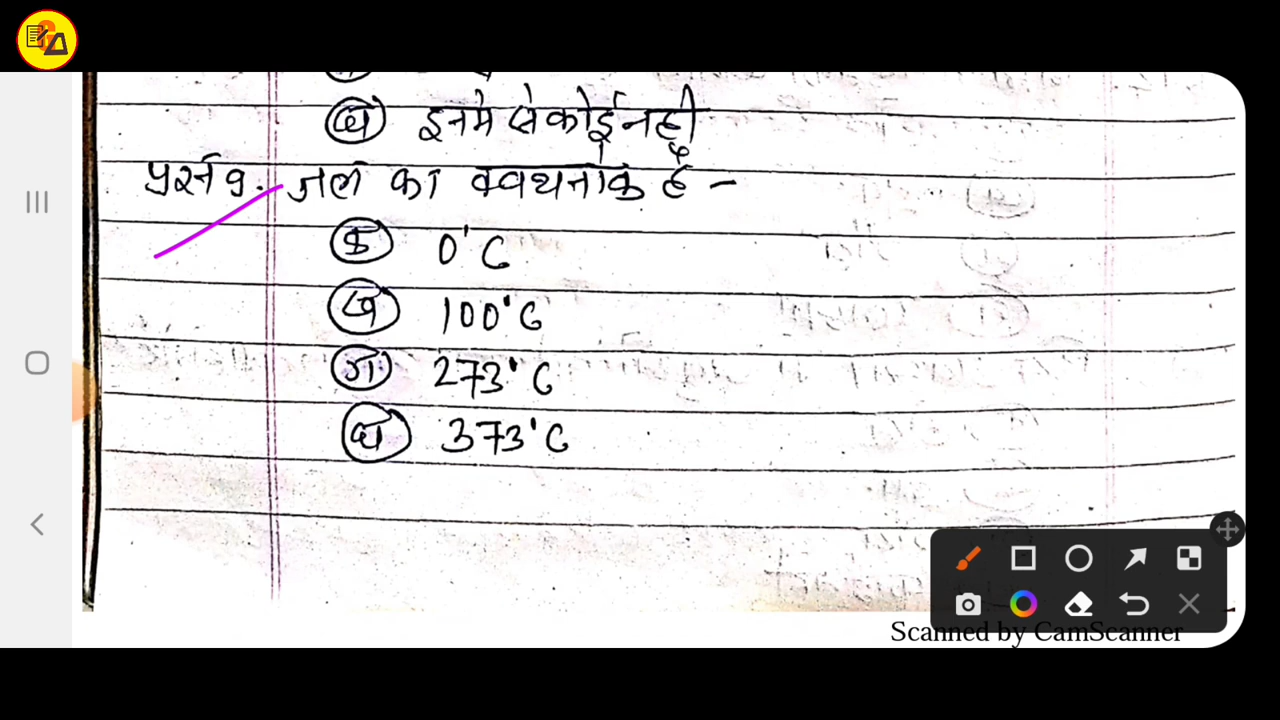 घ इनमे से कोई नही
प्रश्न 9. जल का क्वथनांक है -
क 0°C
ख 100°C
ग 273°C
घ 373°C
Scanned by CamScanner